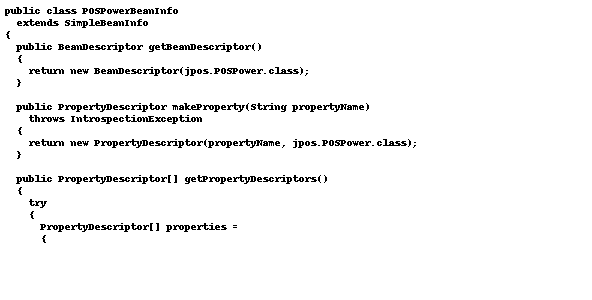 public class POSPowerBeanInfo
extends SimpleBeanInfo
{
public BeanDescriptor getBeanDescriptor()
{
return new BeanDescriptor(jpos.POSPower.class);
}
public PropertyDescriptor makeProperty(String propertyName)
throws IntrospectionException
{
return new PropertyDescriptor(propertyName, jpos.POSPower.class);
}
public PropertyDescriptor[] getPropertyDescriptors()
{
try
{
PropertyDescriptor[] properties =
{